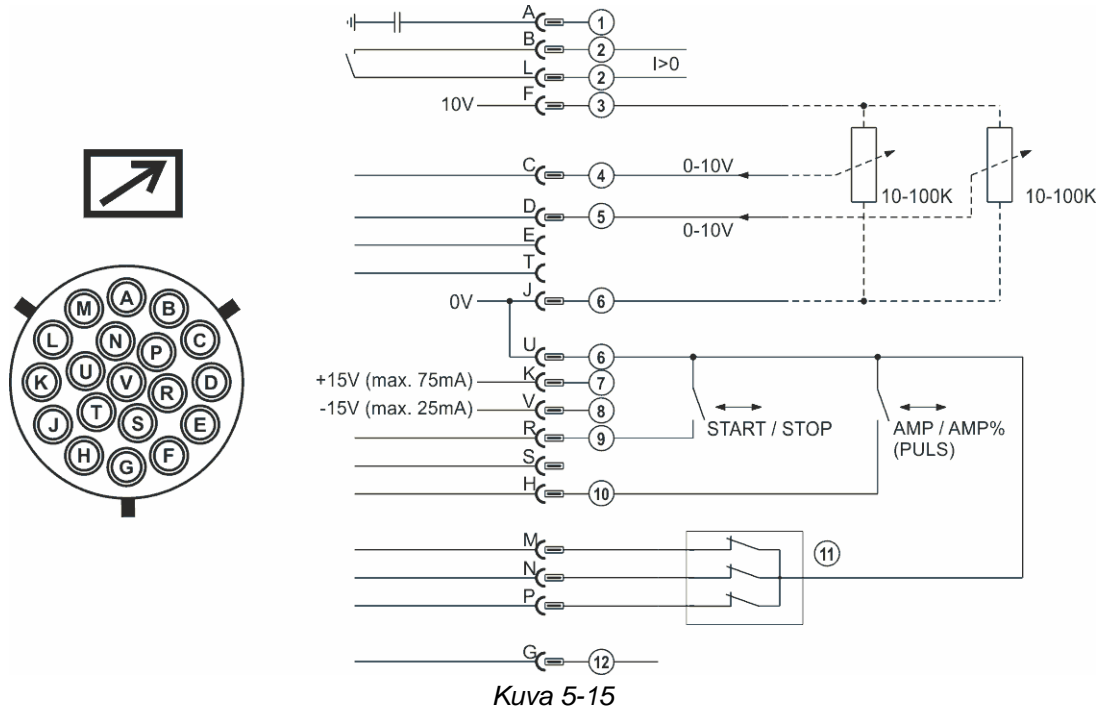 A 1
B 2
L 2 I>0
10V F 3
C 4 0-10V
10-100K 10-100K
D 5
0-10V
E
T
0V J 6
U 6
+15V (max. 75mA) K 7
-15V (max. 25mA) V 8
R 9 START / STOP AMP / AMP%
(PULS)
S
H 10
M 11
N
P
G 12
A
M B
L N P C
K U V R D
J T S E
H G F
Kuva 5-15